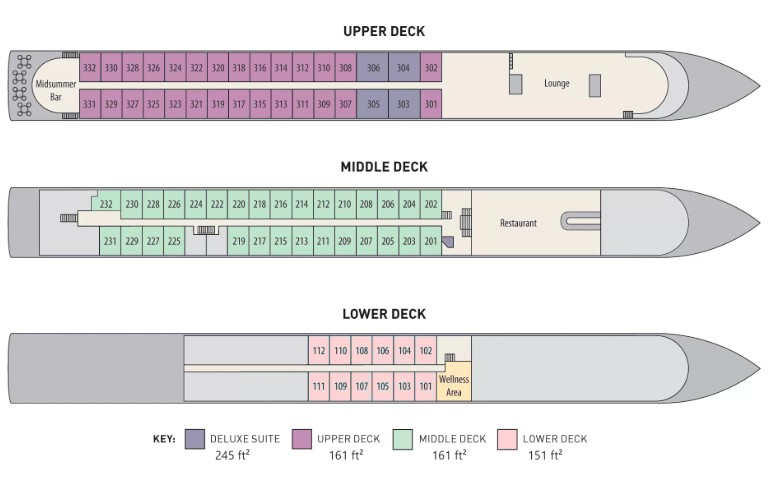 UPPER DECK
332 330 328 326 324 322 320 318 316 314 312 310 308 306 304 302
Midsummer
Bar
Lounge
331 329 327 325 323 321 319 317 315 313 311 309 307 305 303 301
MIDDLE DECK
232 230 228 226 224 222 220 218 216 214 212 210 208 206 204 202
Restaurant
231 229 227 225 219 217 215 213 211 209 207 205 203 201
LOWER DECK
112 110 108 106 104 102
111 109 107 105 103 101
Wellness
Area
KEY: DELUXE SUITE UPPER DECK MIDDLE DECK LOWER DECK
245 ft² 161 ft² 161 ft² 151 ft²